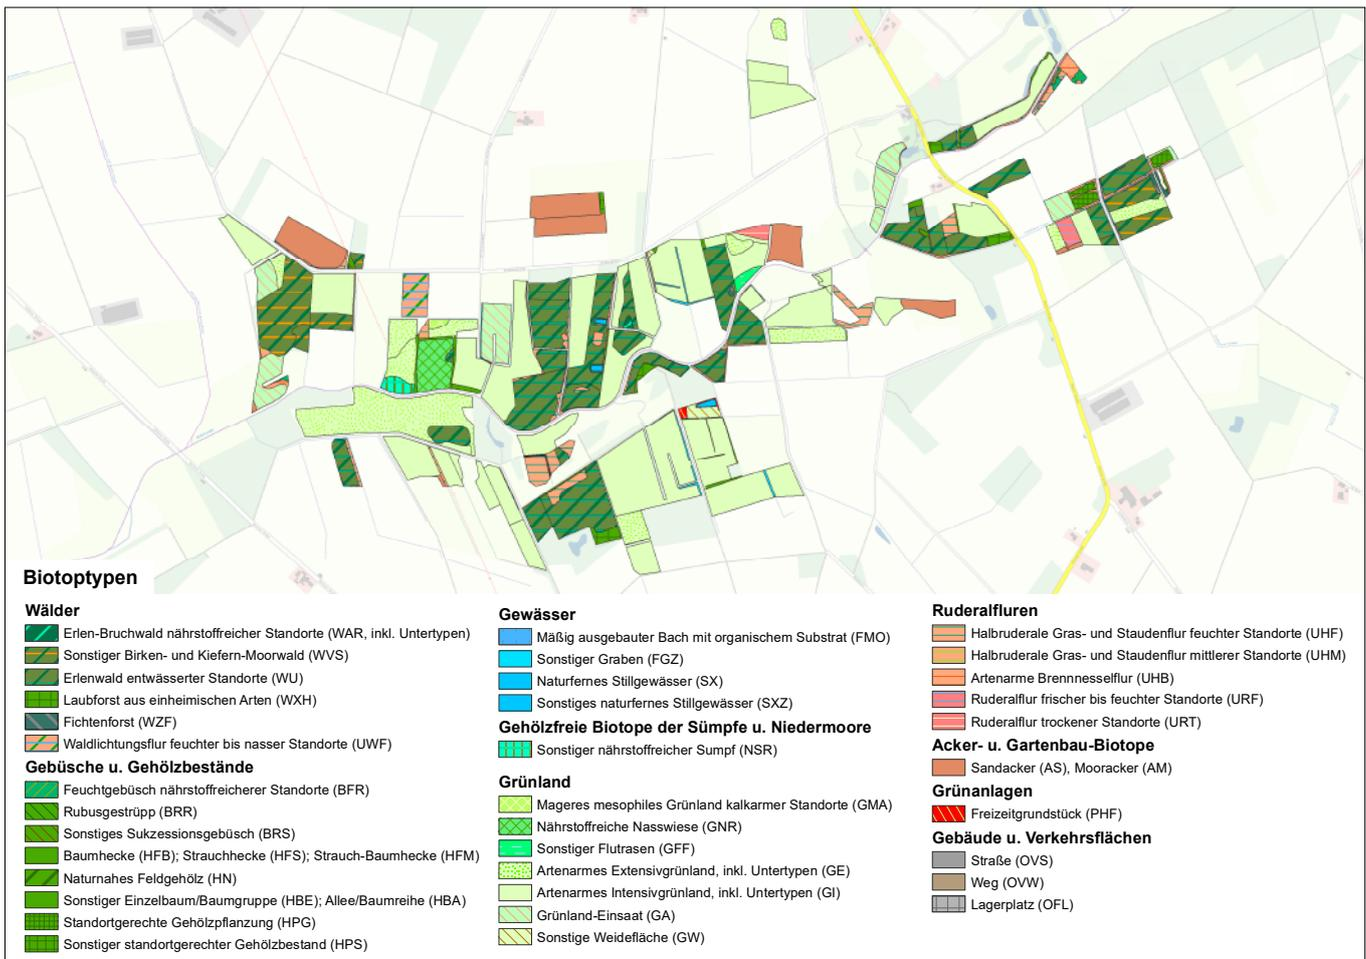 Biotoptypen
Wälder
Erlen-Bruchwald nährstoffreicher Standorte (WAR, inkl. Untertypen)
Sonstiger Birken- und Kiefern-Moorwald (WVS)
Erlenwald entwässerter Standorte (WU)
Laubforst aus einheimischen Arten (WXH)
Fichtenforst (WZF)
Waldlichtungsflur feuchter bis nasser Standorte (UWF)
Gebüsche u. Gehölzbestände
Feuchtgebüsch nährstoffreicherer Standorte (BFR)
Rubusgestrüpp (BRR)
Sonstiges Sukzessionsgebüsch (BRS)
Baumhecke (HFB); Strauchhecke (HFS); Strauch-Baumhecke (HFM)
Naturnahes Feldgehölz (HN)
Sonstiger Einzelbaum/Baumgruppe (HBE); Allee/Baumreihe (HBA)
Standortgerechte Gehölzpflanzung (HPG)
Sonstiger standortgerechter Gehölzbestand (HPS)
Gewässer
Mäßig ausgebauter Bach mit organischem Substrat (FMO)
Sonstiger Graben (FGZ)
Naturfernes Stillgewässer (SX)
Sonstiges naturfernes Stillgewässer (SXZ)
Gehölzfreie Biotope der Sümpfe u. Niedermoore
Sonstiger nährstoffreicher Sumpf (NSR)
Grünland
Mageres mesophiles Grünland kalkarmer Standorte (GMA)
Nährstoffreiche Nasswiese (GNR)
Sonstiger Flutrasen (GFF)
Artenarmes Extensivgrünland, inkl. Untertypen (GE)
Artenarmes Intensivgrünland, inkl. Untertypen (GI)
Grünland-Einsaat (GA)
Sonstige Weidefläche (GW)
Ruderalfluren
Halbruderale Gras- und Staudenflur feuchter Standorte (UHF)
Halbruderale Gras- und Staudenflur mittlerer Standorte (UHM)
Artenarme Brennnesselflur (UHB)
Ruderalflur frischer bis feuchter Standorte (URF)
Ruderalflur trockener Standorte (URT)
Acker- u. Gartenbau-Biotope
Sandacker (AS), Mooracker (AM)
Grünanlagen
Freizeitgrundstück (PHF)
Gebäude u. Verkehrsflächen
Straße (OVS)
Weg (OVW)
Lagerplatz (OFL)